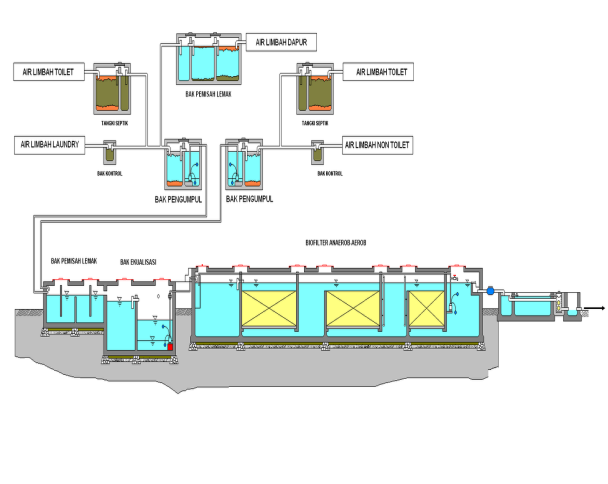 AIR LIMBAH DAPUR
AIR LIMBAH TOILET
AIR LIMBAH TOILET
BAK PEMISAH LEMAK
TANGKI SEPTIK
TANGKI SEPTIK
AIR LIMBAH LAUNDRY
AIR LIMBAH NON TOILET
BAK KONTROL
BAK KONTROL
BAK PENGUMPUL
BAK PENGUMPUL
BIOFILTER ANAEROB-AEROB
BAK PEMISAH LEMAK
BAK EKUALISASI